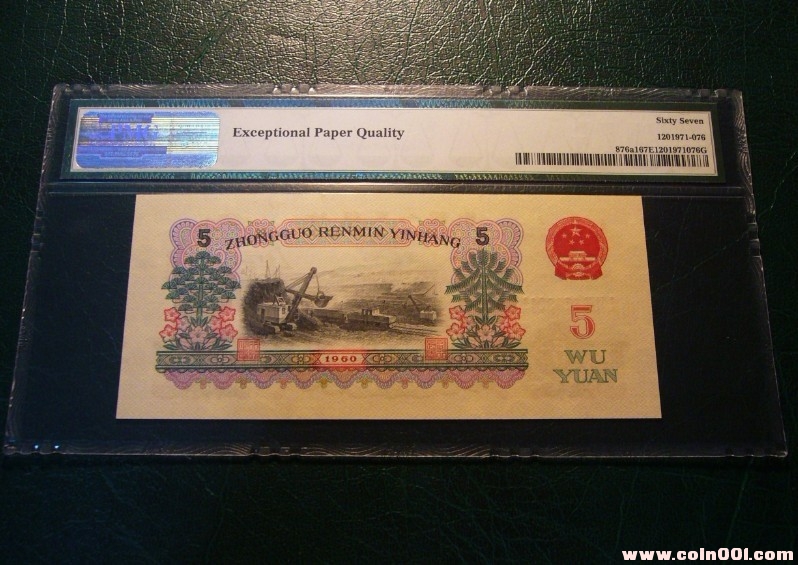 Exceptional Paper Quality
Sixty Seven
1201971-076
876a167E1201971076G
5 ZHONGGUO RENMIN YINHANG 5
5
1960
WU
YUAN
www.coin001.com